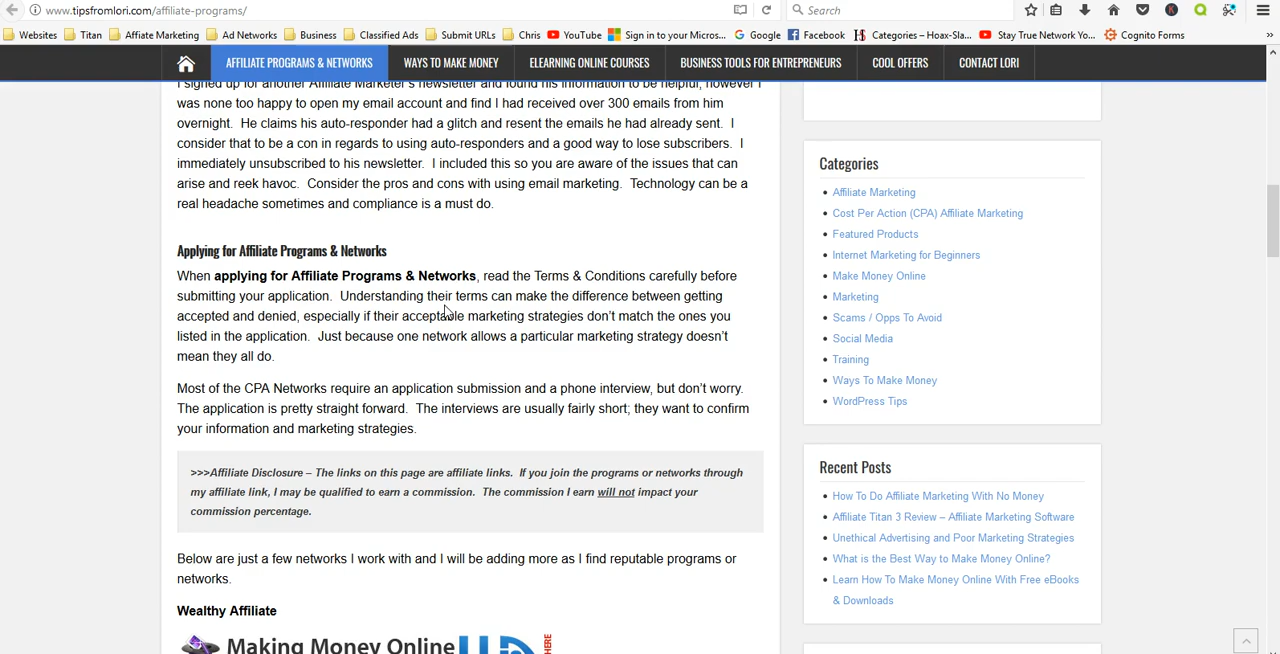 www.tipsfromlori.com/affiliate-programs/
Search
Websites Titan Affiate Marketing Ad Networks Business Classified Ads Submit URLs Chris YouTube Sign in to your Micros... Google Facebook Categories – Hoax-Sla... Stay True Network Yo... Cognito Forms »
AFFILIATE PROGRAMS & NETWORKS WAYS TO MAKE MONEY ELEARNING ONLINE COURSES BUSINESS TOOLS FOR ENTREPRENEURS COOL OFFERS CONTACT LORI
I signed up for another Affiliate Marketer's newsletter and found his information to be helpful, however I
was none too happy to open my email account and find I had received over 300 emails from him
overnight. He claims his auto-responder had a glitch and resent the emails he had already sent. I
consider that to be a con in regards to using auto-responders and a good way to lose subscribers. I
immediately unsubscribed to his newsletter. I included this so you are aware of the issues that can
arise and reek havoc. Consider the pros and cons with using email marketing. Technology can be a
real headache sometimes and compliance is a must do.
Applying for Affiliate Programs & Networks
When applying for Affiliate Programs & Networks, read the Terms & Conditions carefully before
submitting your application. Understanding their terms can make the difference between getting
accepted and denied, especially if their acceptable marketing strategies don't match the ones you
listed in the application. Just because one network allows a particular marketing strategy doesn't
mean they all do.
Most of the CPA Networks require an application submission and a phone interview, but don't worry.
The application is pretty straight forward. The interviews are usually fairly short; they want to confirm
your information and marketing strategies.
>>>Affiliate Disclosure – The links on this page are affiliate links. If you join the programs or networks through
my affiliate link, I may be qualified to earn a commission. The commission I earn will not impact your
commission percentage.
Below are just a few networks I work with and I will be adding more as I find reputable programs or
networks.
Wealthy Affiliate
Making Money Online
HERE
Categories
Affiliate Marketing
Cost Per Action (CPA) Affiliate Marketing
Featured Products
Internet Marketing for Beginners
Make Money Online
Marketing
Scams / Opps To Avoid
Social Media
Training
Ways To Make Money
WordPress Tips
Recent Posts
How To Do Affiliate Marketing With No Money
Affiliate Titan 3 Review – Affiliate Marketing Software
Unethical Advertising and Poor Marketing Strategies
What is the Best Way to Make Money Online?
Learn How To Make Money Online With Free eBooks
& Downloads